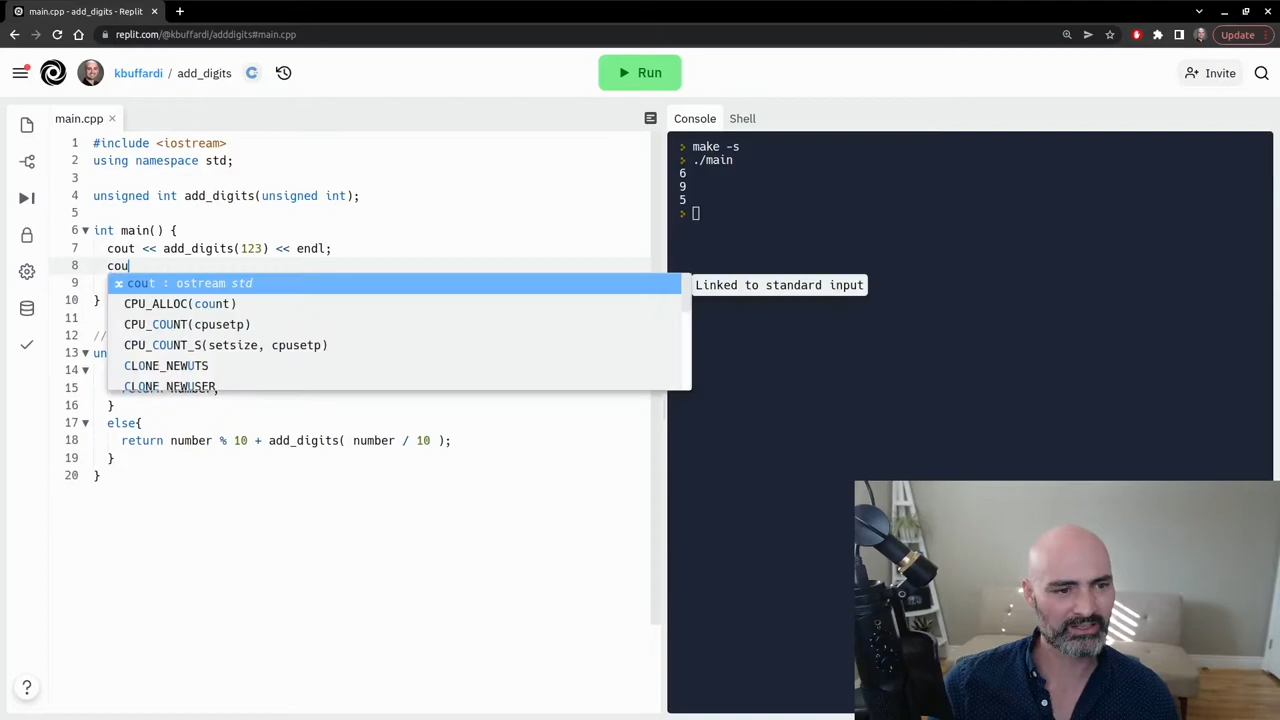 main.cpp - add_digits - Replit
replit.com/@kbuffardi/adddigits#main.cpp
Update
kbuffardi / add_digits
Run
Invite
main.cpp
Console
Shell
1 #include <iostream>
2 using namespace std;
3
4 unsigned int add_digits(unsigned int);
5
6 int main() {
7 cout << add_digits(123) << endl;
8 cou
cout : ostream std
Linked to standard input
9
CPU_ALLOC(count)
10 }
CPU_COUNT(cpusetp)
11
12 //
CPU_COUNT_S(setsize, cpusetp)
13 un
CLONE_NEWUTS
14
CLONE_NEWUSER
15 return number;
16 }
17 else{
18 return number % 10 + add_digits( number / 10 );
19 }
20 }
make -s
./main
6
9
5
?